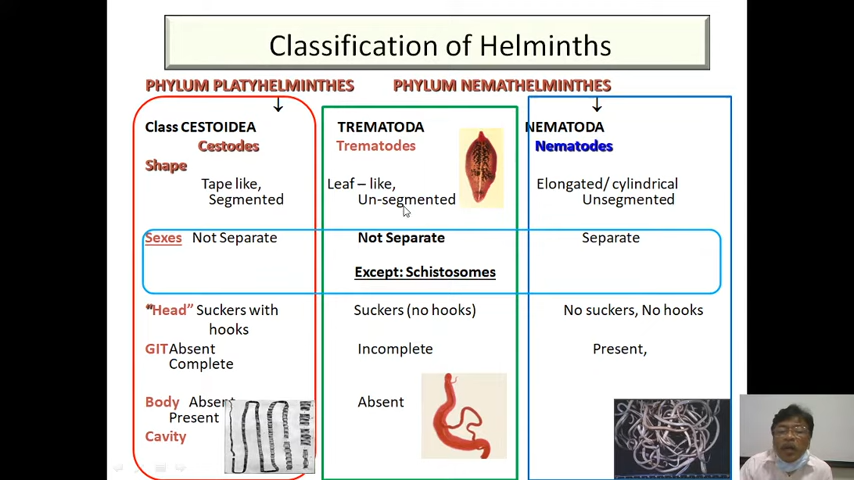 Classification of Helminths
PHYLUM PLATYHELMINTHES PHYLUM NEMATHELMINTHES
Class CESTOIDEA TREMATODA NEMATODA
Cestodes Trematodes Nematodes
Shape
Tape like, Leaf – like, Elongated/ cylindrical
Segmented Un-segmented Unsegmented
Sexes Not Separate Not Separate Separate
Except: Schistosomes
"Head" Suckers with Suckers (no hooks) No suckers, No hooks
hooks
GIT Absent Incomplete Present,
Complete
Body Absent Absent
Present
Cavity